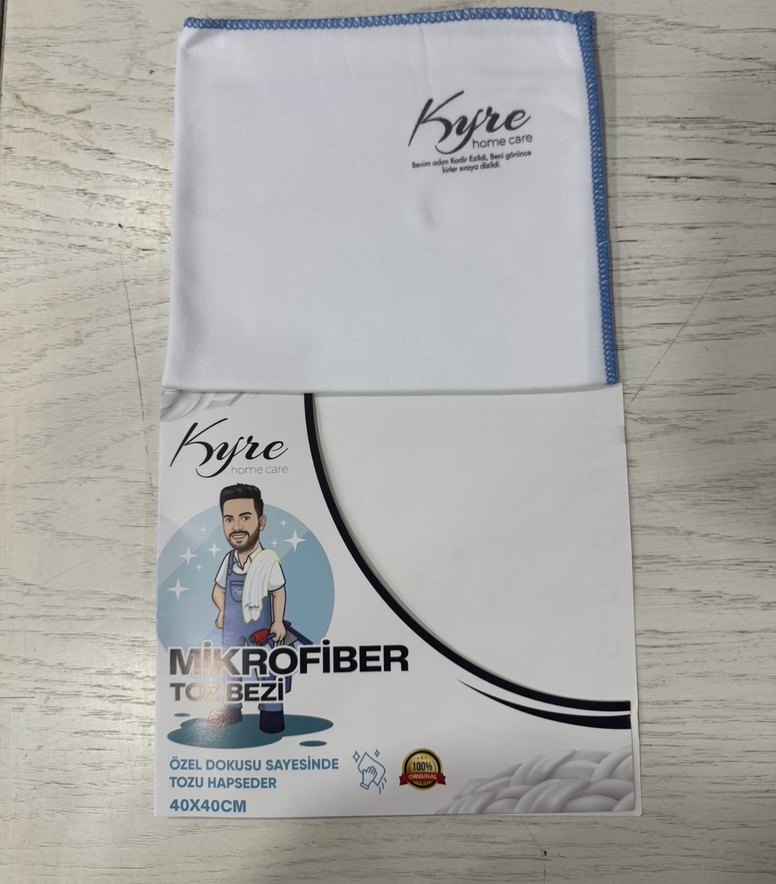 Kyre
home care
Benim adım Kadir Ezildi, Beni görünce
kirler sıraya dizildi.
Kyre
home care
Kyre
MİKROFİBER
TOZ BEZİ
ÖZEL DOKUSU SAYESİNDE
TOZU HAPSEDER
100%
ORIGINAL
40X40CM